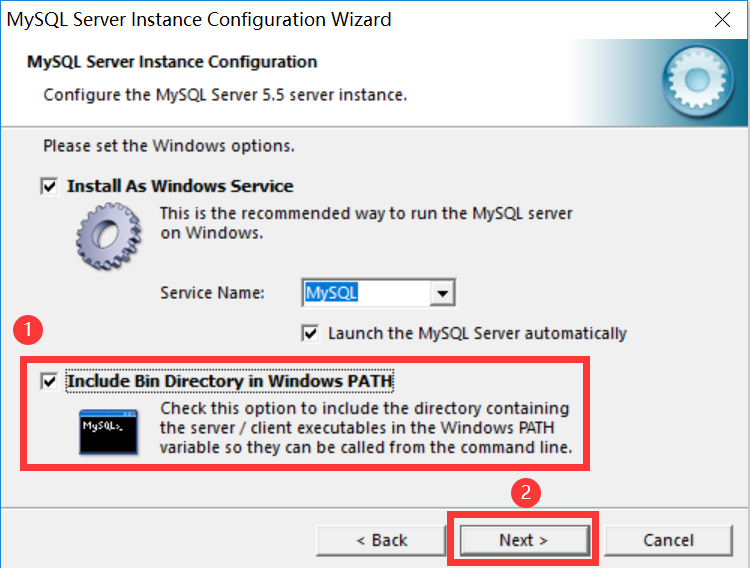 MySQL Server Instance Configuration Wizard
MySQL Server Instance Configuration
Configure the MySQL Server 5.5 server instance.
Please set the Windows options.
Install As Windows Service
This is the recommended way to run the MySQL server
on Windows.
Service Name: MySQL
1
Launch the MySQL Server automatically
Include Bin Directory in Windows PATH
MySQL>_
Check this option to include the directory containing
the server / client executables in the Windows PATH
variable so they can be called from the command line.
2
< Back Next > Cancel